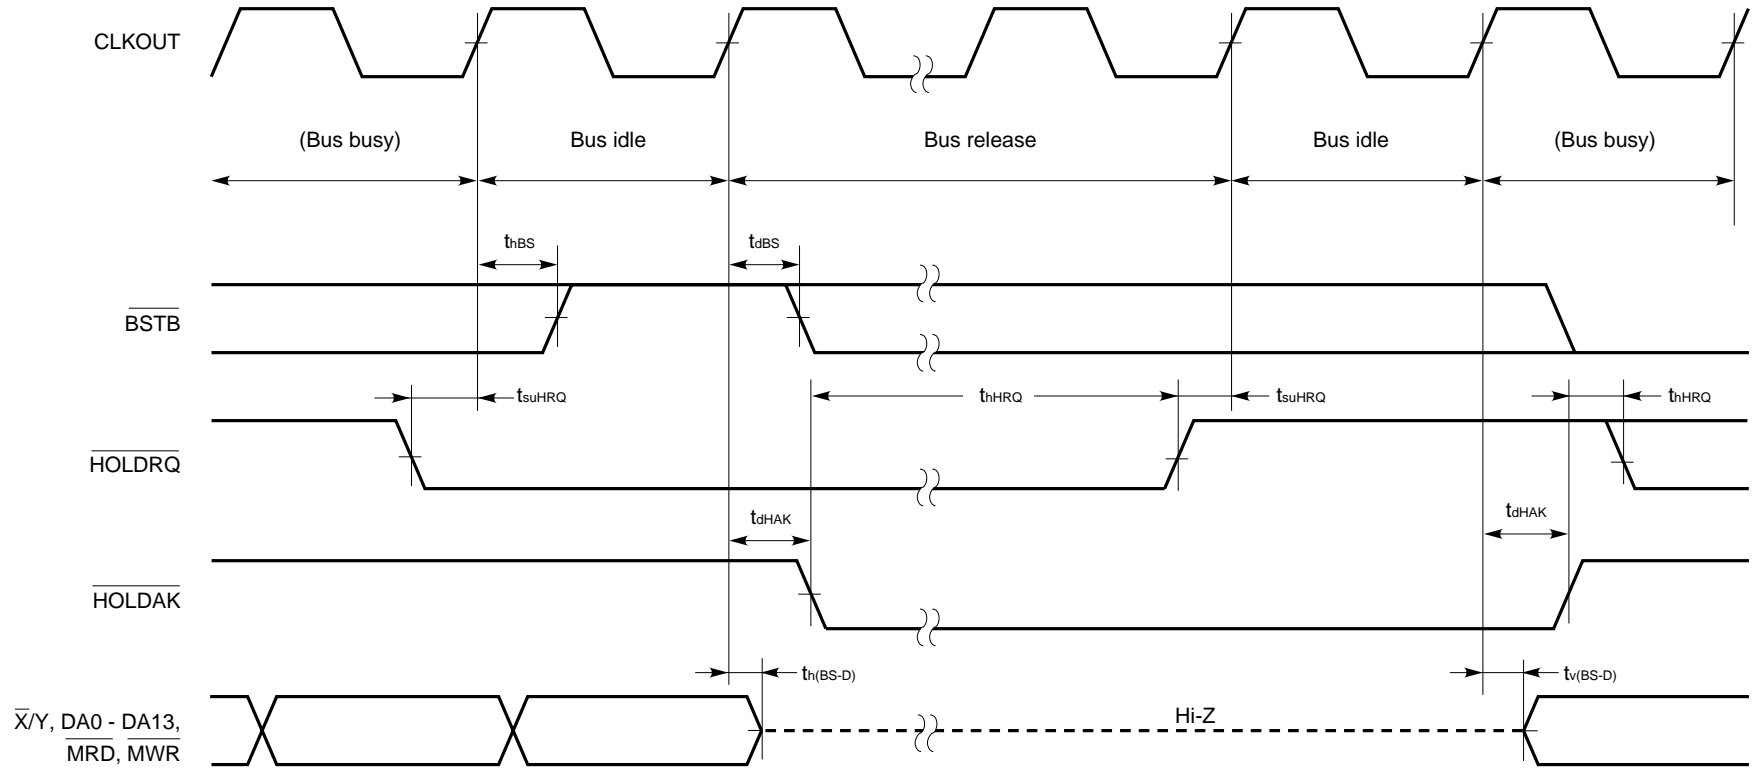 CLKOUT
(Bus busy) Bus idle Bus release Bus idle (Bus busy)
thBS tdBS
BSTB
tsuHRQ thHRQ tsuHRQ thHRQ
HOLDRQ
tdHAK tdHAK
HOLDAK
th(BS-D) tv(BS-D)
X̅/Y, DA0 - DA13,
MRD, MWR
Hi-Z